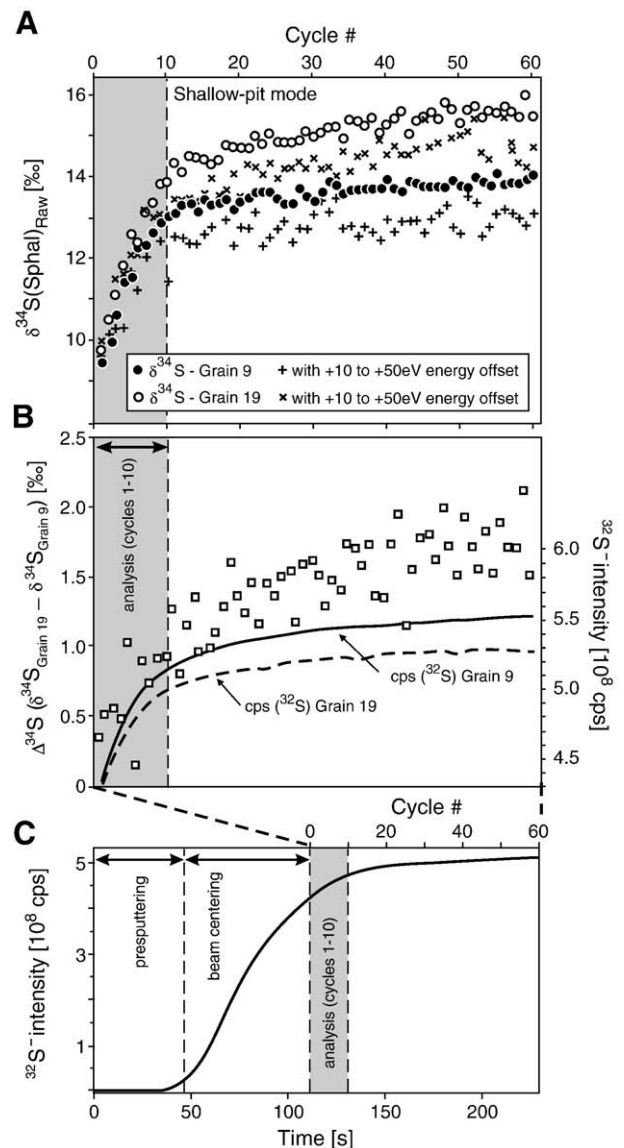 A
Cycle #
0 10 20 30 40 50 60
Shallow-pit mode
16
14
12
10
δ³⁴S(Sphal)Raw [‰]
● δ³⁴S - Grain 9 + with +10 to +50eV energy offset
○ δ³⁴S - Grain 19 × with +10 to +50eV energy offset
B
2.5
2.0
1.5
1.0
0.5
0
Δ³⁴S (δ³⁴S Grain 19 – δ³⁴S Grain 9) [‰]
analysis (cycles 1-10)
cps (³²S) Grain 9
cps (³²S) Grain 19
6.0
5.5
5.0
4.5
³²S⁻ intensity [10⁸ cps]
Cycle #
0 20 40 60
C
5
3
1
³²S⁻ intensity [10⁸ cps]
presputtering
beam centering
analysis (cycles 1-10)
0 50 100 150 200
Time [s]